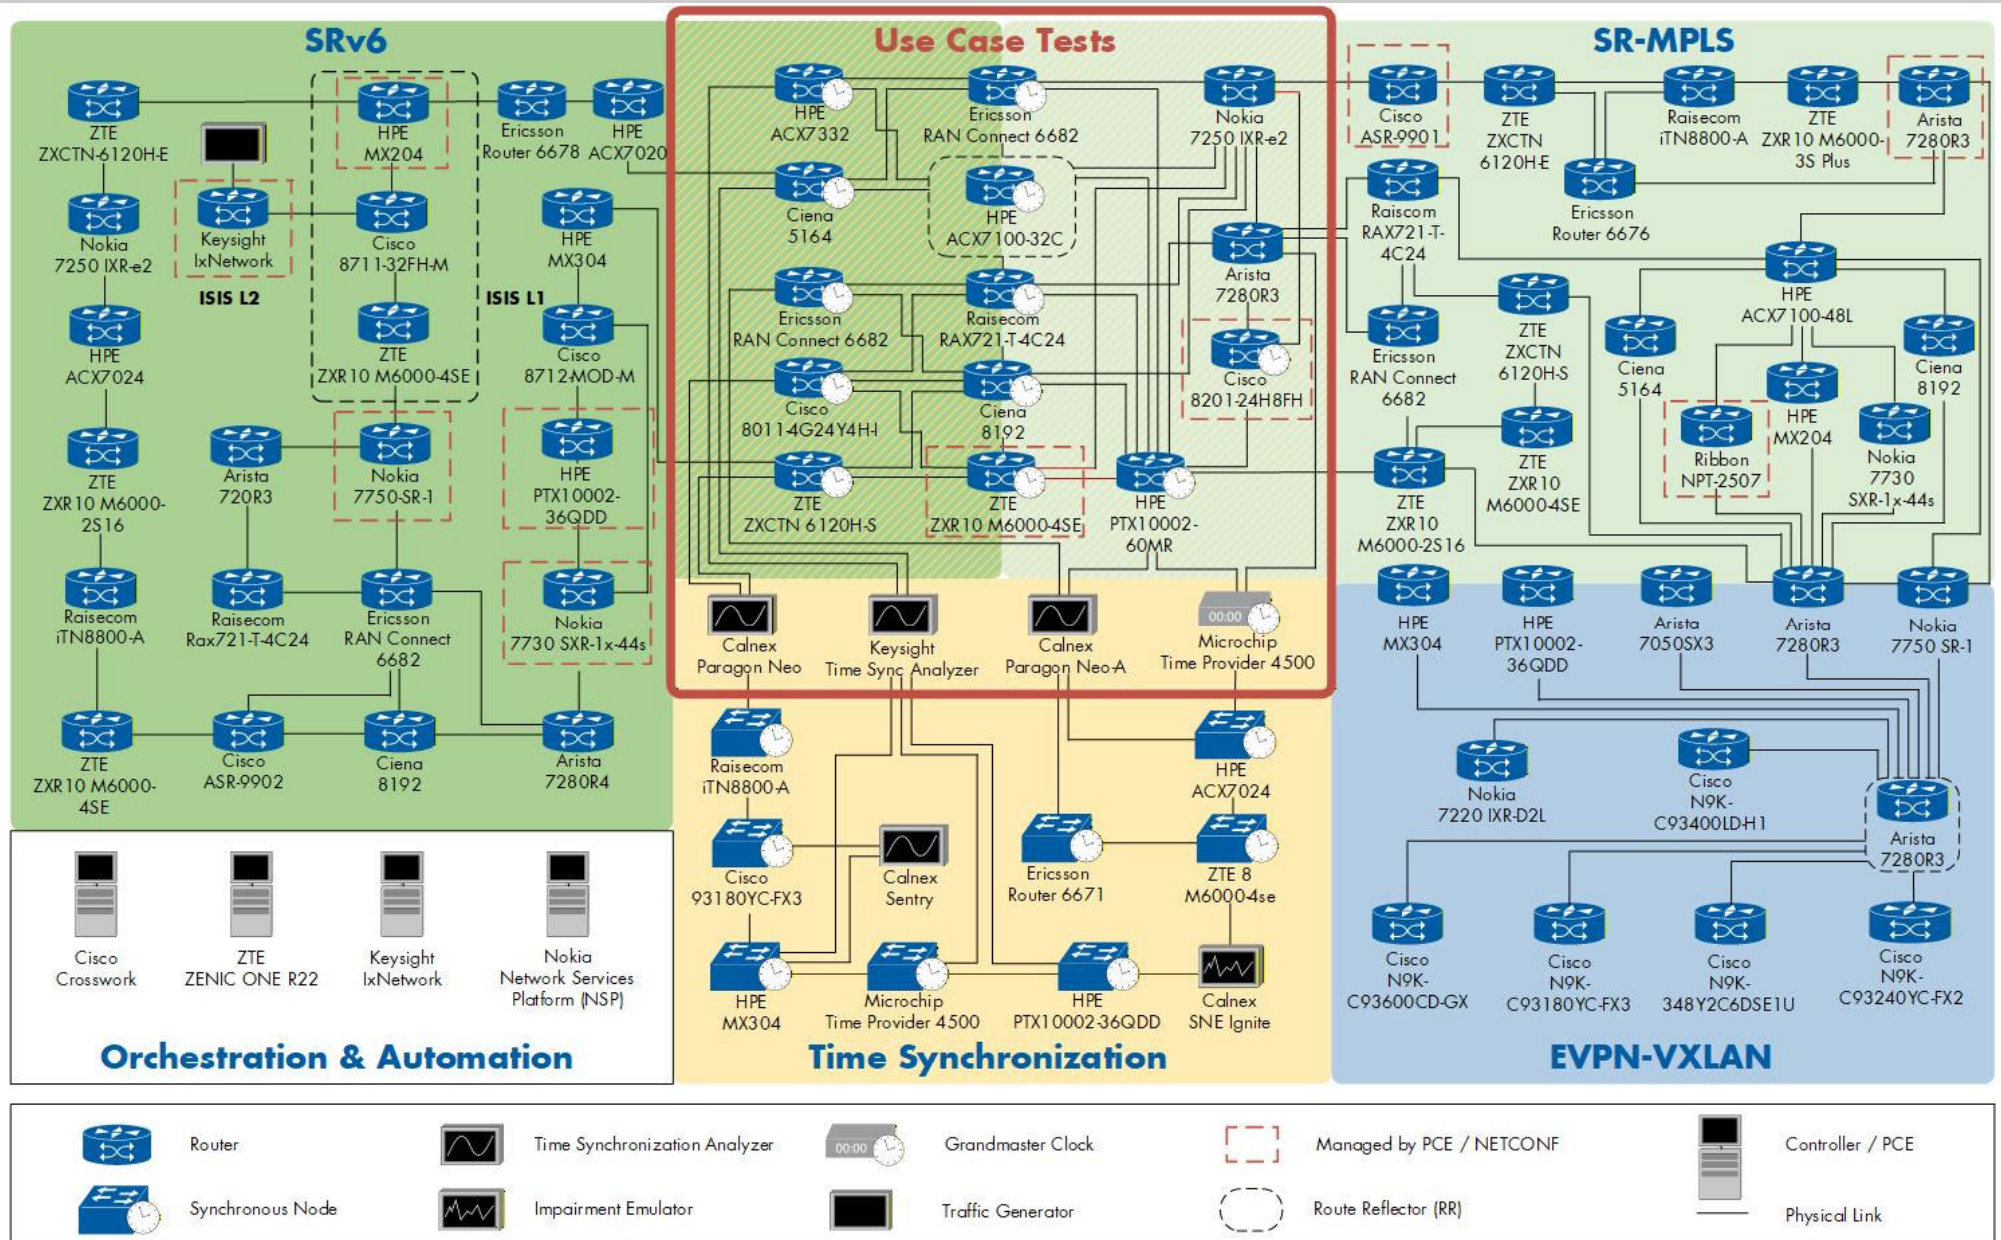 SRv6
Use Case Tests
SR-MPLS
ZTE
ZXCTN-6120H-E
HPE
MX204
Ericsson
Router 6678
HPE
ACX7020
Keysight
IxNetwork
Nokia
7250 IXR-e2
Cisco
8711-32FH-M
HPE
MX304
ISIS L2
ISIS L1
HPE
ACX7024
ZTE
ZXR10 M6000-4SE
Cisco
8712-MOD-M
ZTE
ZXR10 M6000-
2S16
Arista
720R3
Nokia
7750-SR-1
HPE
PTX10002-
36QDD
Raisecom
iTN8800-A
Raisecom
Rax721-T-4C24
Ericsson
RAN Connect
6682
Nokia
7730 SXR-1x-44s
ZTE
ZXR10 M6000-
4SE
Cisco
ASR-9902
Ciena
8192
Arista
7280R4
HPE
ACX7332
Ericsson
RAN Connect 6682
Nokia
7250 IXR-e2
Ciena
5164
HPE
ACX7100-32C
Arista
7280R3
Ericsson
RAN Connect 6682
Raisecom
RAX721-T-4C24
Cisco
8201-24H8FH
Cisco
8011-4G24Y4H-I
Ciena
8192
ZTE
ZXCTN 6120H-S
ZTE
ZXR10 M6000-4SE
HPE
PTX10002-
60MR
Calnex
Paragon Neo
Keysight
Time Sync Analyzer
Calnex
Paragon Neo-A
00:00
Microchip
Time Provider 4500
Cisco
ASR-9901
ZTE
ZXCTN
6120H-E
Raisecom
iTN8800-A
ZTE
ZXR10 M6000-
3S Plus
Arista
7280R3
Raiscom
RAX721-T-
4C24
Ericsson
Router 6676
HPE
ACX7100-48L
Ericsson
RAN Connect
6682
ZTE
ZXCTN
6120H-S
Ciena
5164
Ciena
8192
HPE
MX204
Ribbon
NPT-2507
Nokia
7730
SXR-1x-44s
ZTE
ZXR10
M6000-2S16
ZTE
ZXR10
M6000-4SE
HPE
MX304
HPE
PTX10002-
36QDD
Arista
7050SX3
Arista
7280R3
Nokia
7750 SR-1
Nokia
7220 IXR-D2L
Cisco
N9K-
C93400LD-H1
Arista
7280R3
Cisco
N9K-
C93600CD-GX
Cisco
N9K-
C93180YC-FX3
Cisco
N9K-
348Y2C6DSE1U
Cisco
N9K-
C93240YC-FX2
Raisecom
iTN8800-A
HPE
ACX7024
Cisco
93180YC-FX3
Calnex
Sentry
Ericsson
Router 6671
ZTE 8
M6000-4se
HPE
MX304
Microchip
Time Provider 4500
HPE
PTX10002-36QDD
Calnex
SNE Ignite
Cisco
Crosswork
ZTE
ZENIC ONE R22
Keysight
IxNetwork
Nokia
Network Services
Platform (NSP)
Orchestration & Automation
Time Synchronization
EVPN-VXLAN
Router
Time Synchronization Analyzer
00:00
Grandmaster Clock
Managed by PCE / NETCONF
Controller / PCE
Synchronous Node
Impairment Emulator
Traffic Generator
Route Reflector (RR)
Physical Link